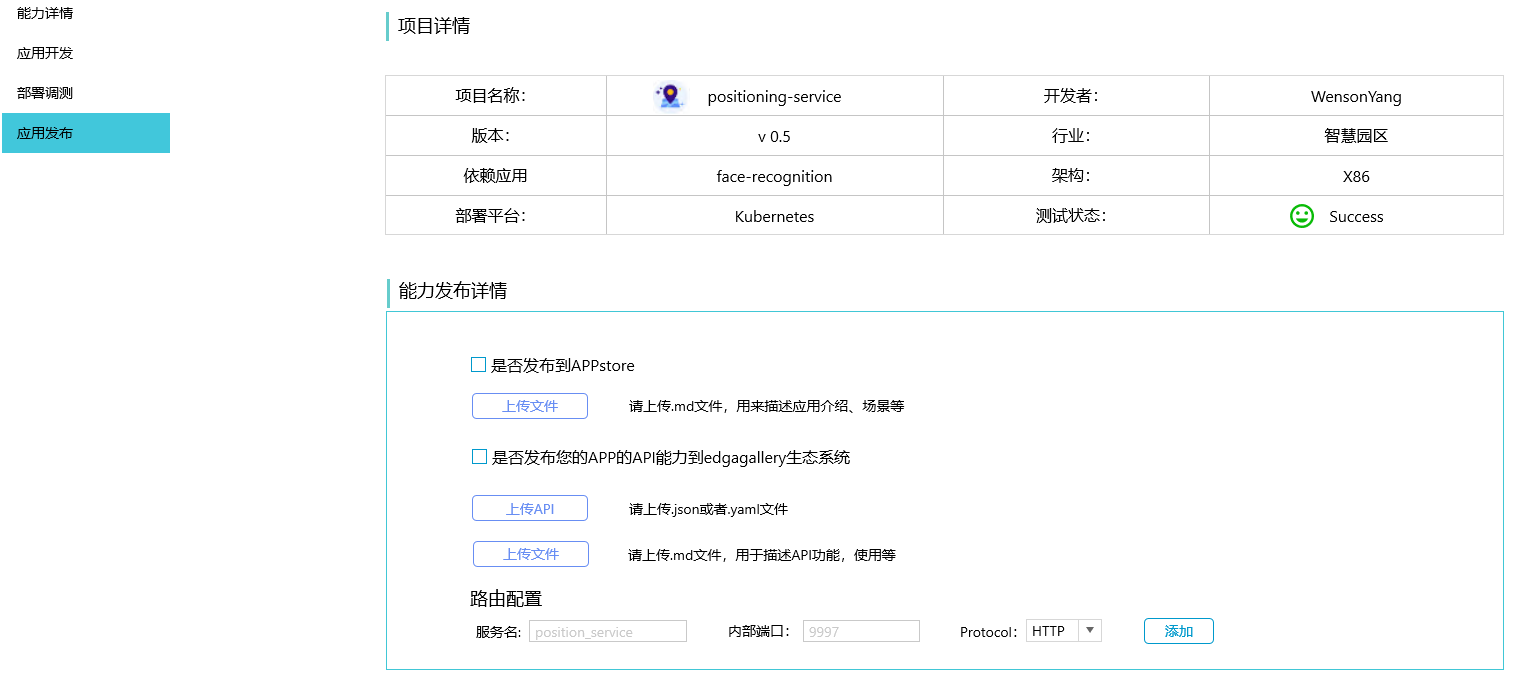 能力详情
应用开发
部署调测
应用发布
项目详情
项目名称： positioning-service 开发者： WensonYang
版本： v 0.5 行业： 智慧园区
依赖应用 face-recognition 架构： X86
部署平台： Kubernetes 测试状态： Success
能力发布详情
是否发布到APPstore
上传文件 请上传.md文件，用来描述应用介绍、场景等
是否发布您的APP的API能力到edgagallery生态系统
上传API 请上传.json或者.yaml文件
上传文件 请上传.md文件，用于描述API功能，使用等
路由配置
服务名: position_service 内部端口： 9997 Protocol： HTTP 添加